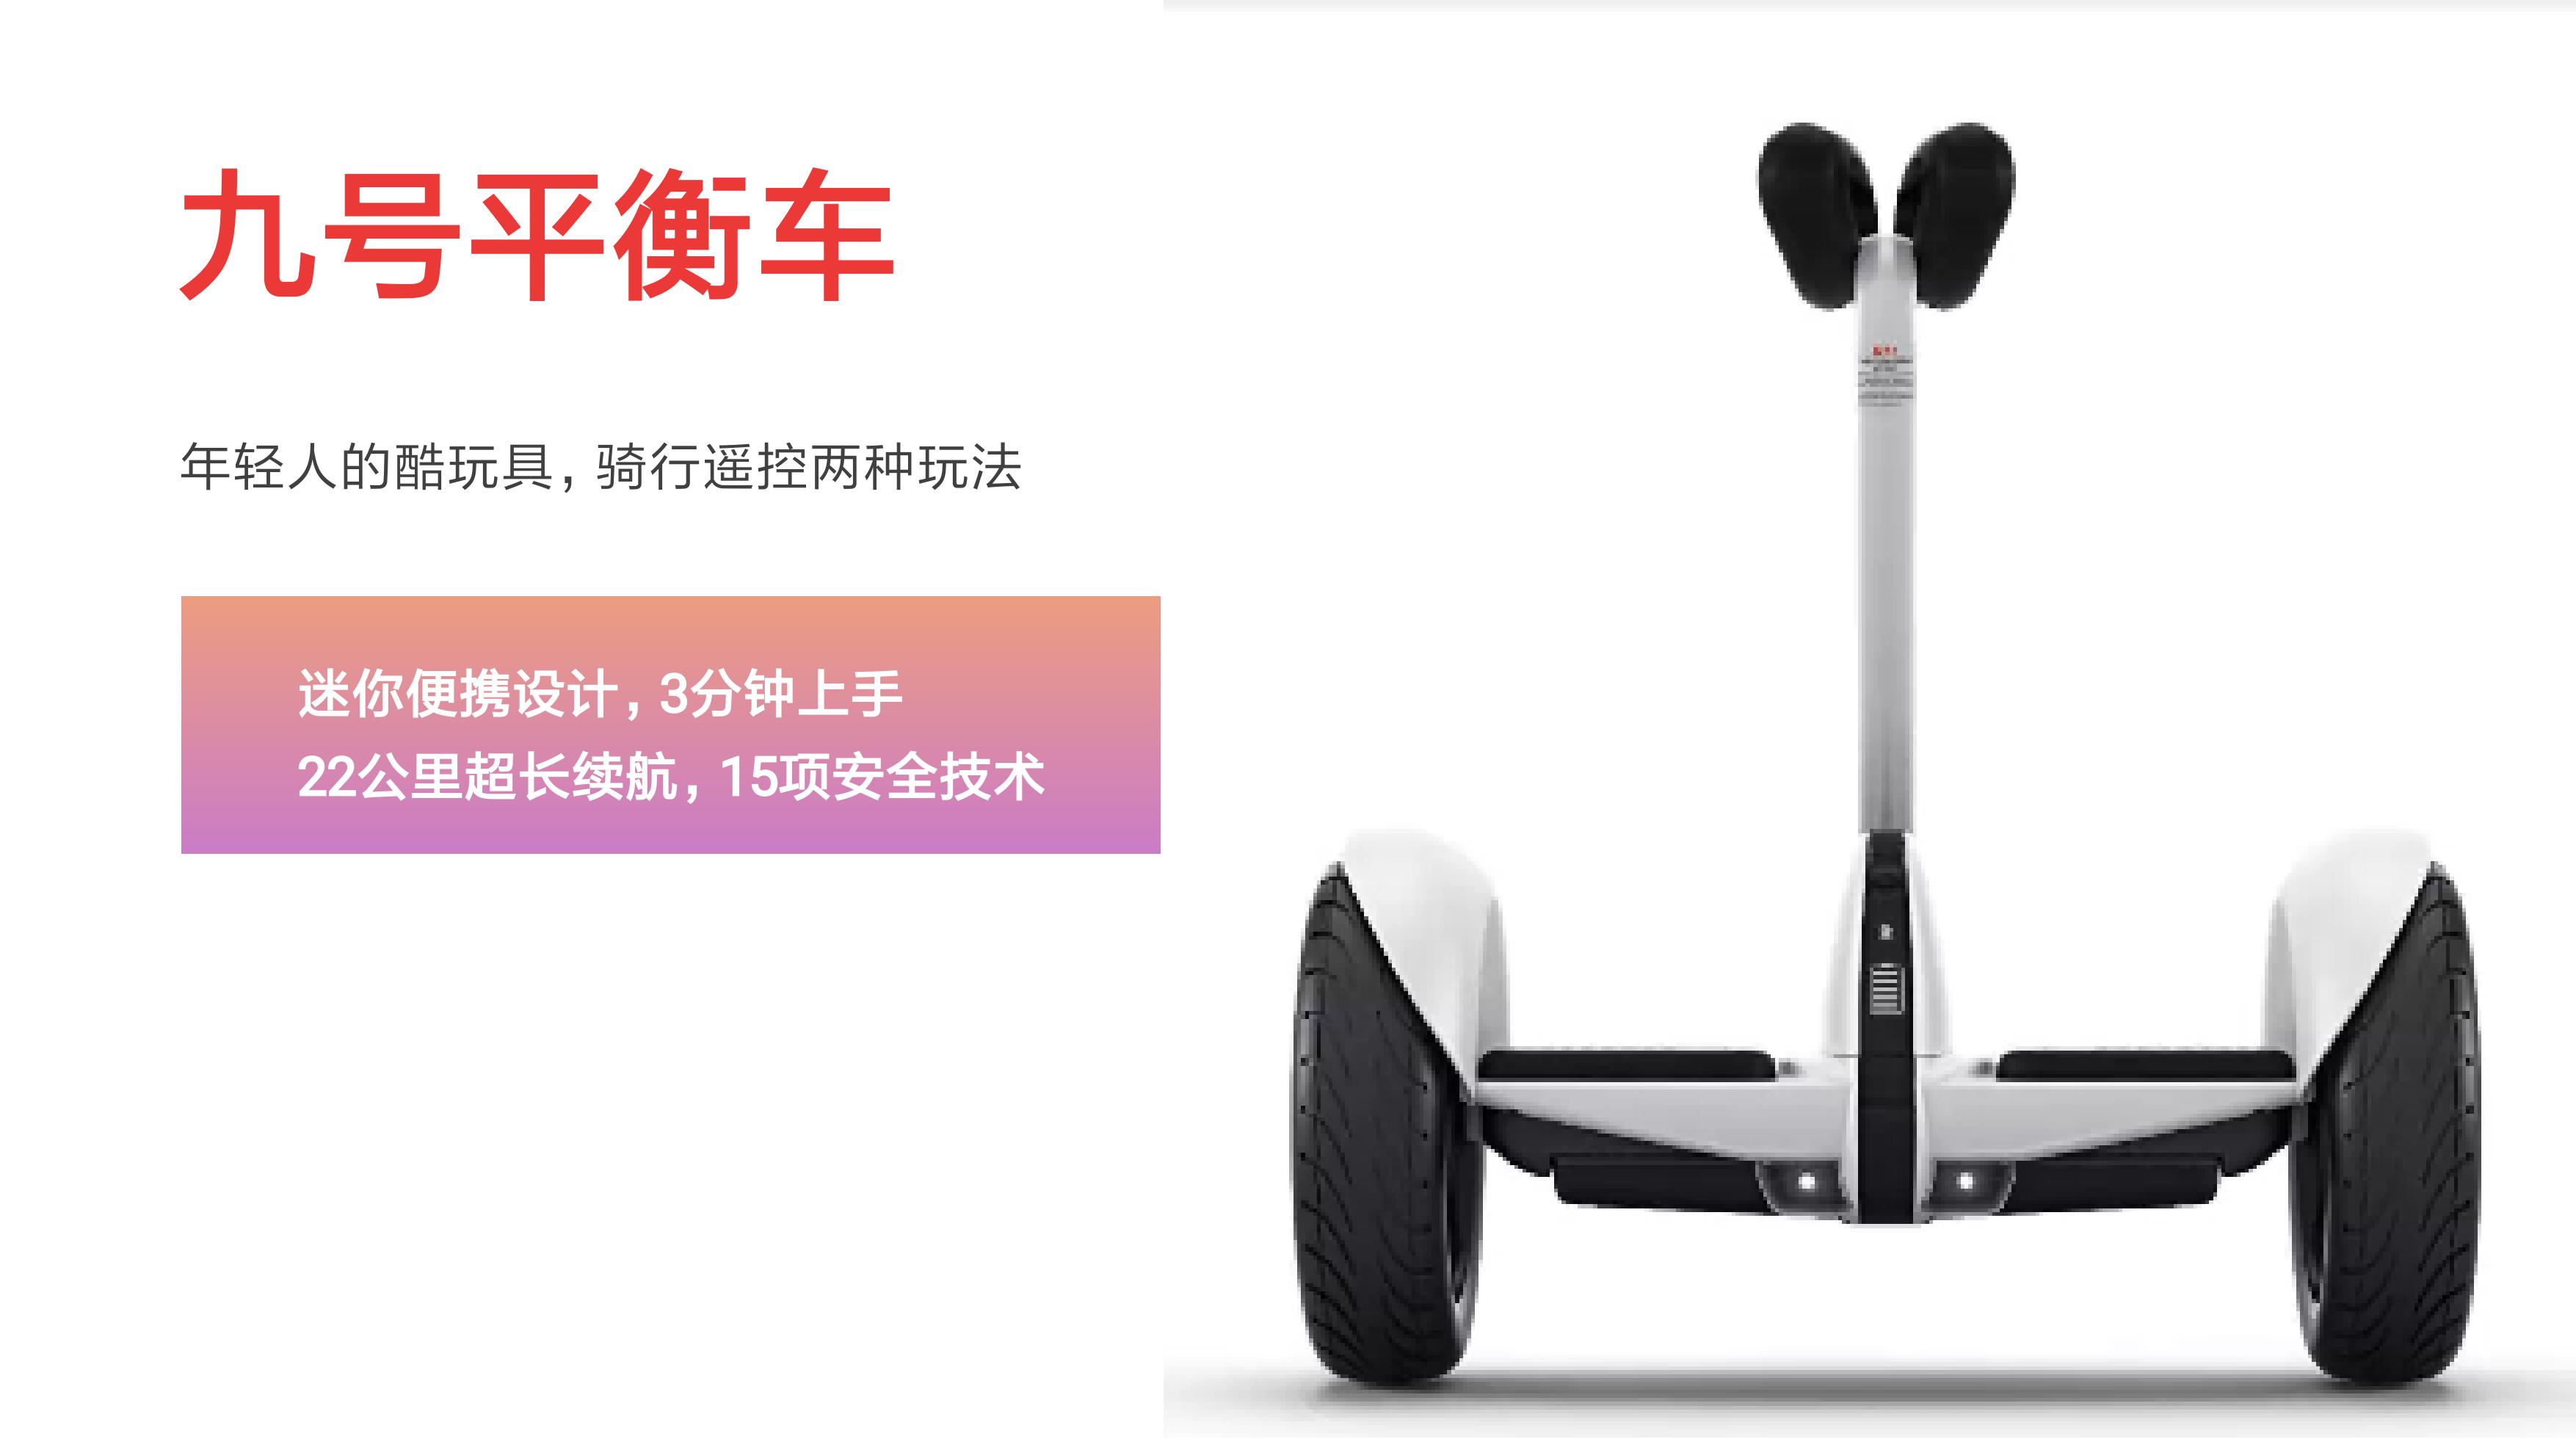 九号平衡车
年轻人的酷玩具，骑行遥控两种玩法
迷你便携设计，3分钟上手
22公里超长续航，15项安全技术